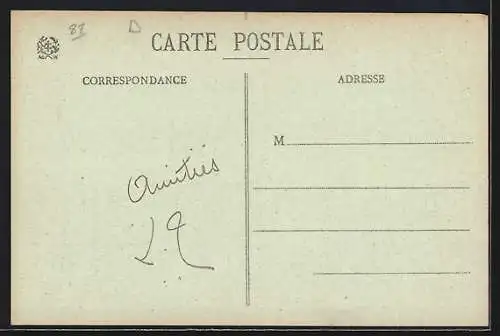 87 D
CARTE POSTALE
CORRESPONDANCE
ADRESSE
M
Amitiés